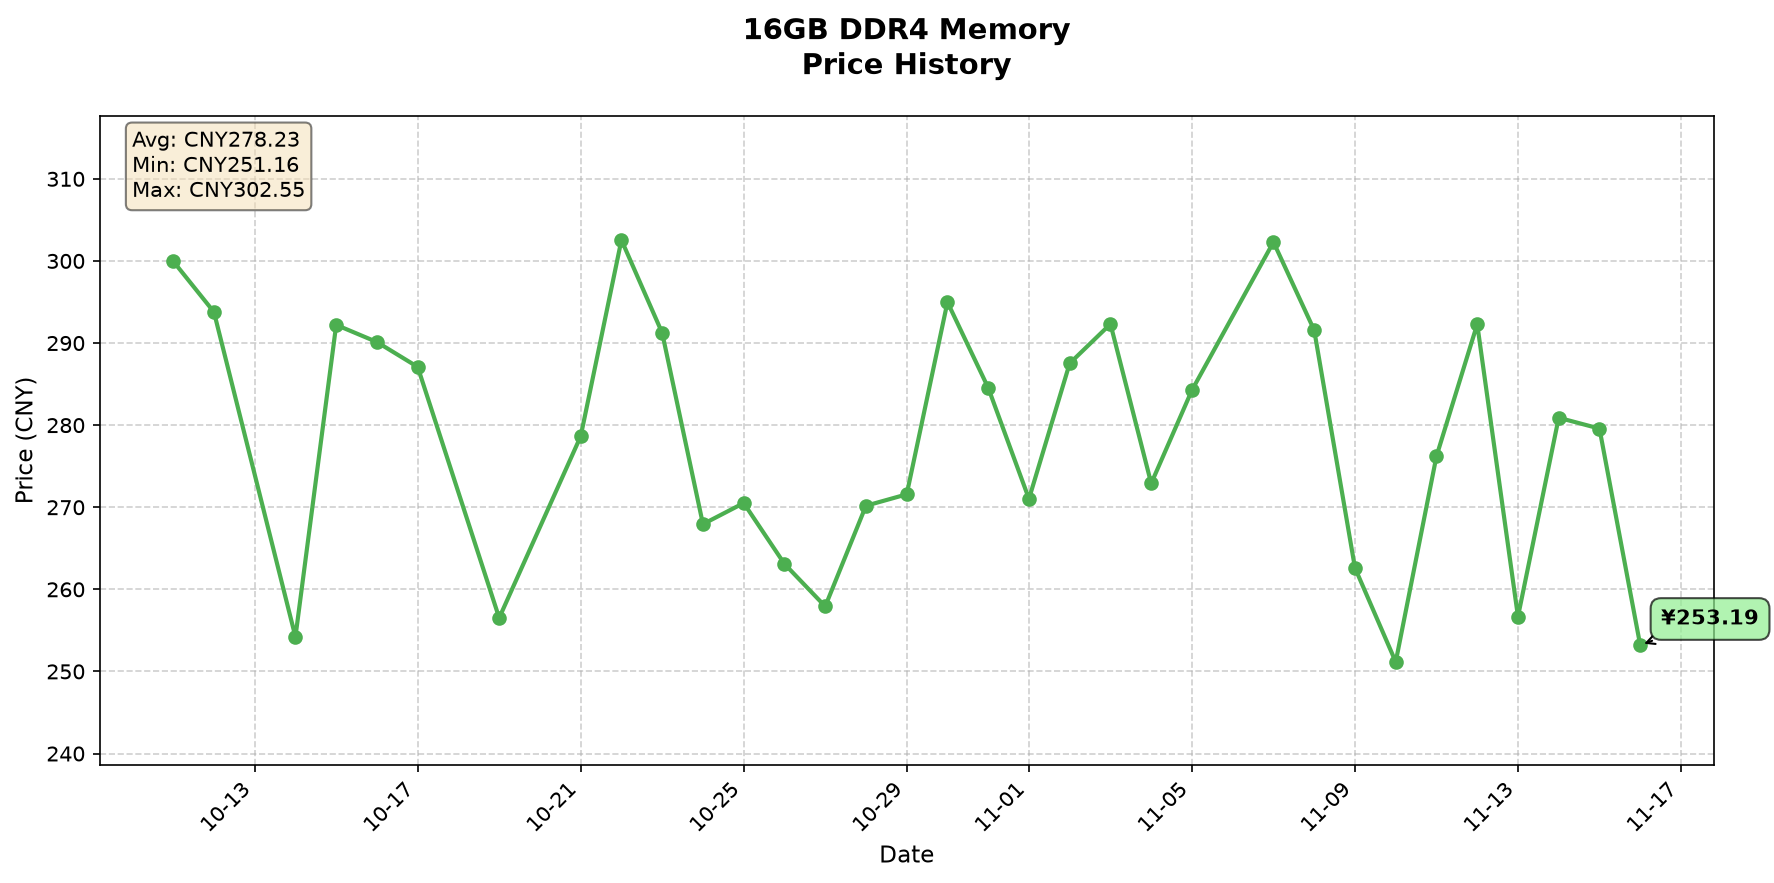 16GB DDR4 Memory
Price History
Avg: CNY278.23
Min: CNY251.16
Max: CNY302.55
Price (CNY)
310
300
290
280
270
260
250
240
¥253.19
10-13
10-17
10-21
10-25
10-29
11-01
11-05
11-09
11-13
11-17
Date